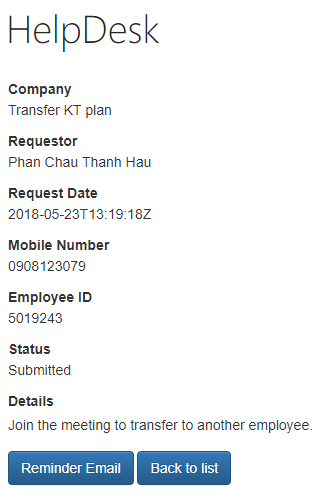 HelpDesk
Company
Transfer KT plan
Requestor
Phan Chau Thanh Hau
Request Date
2018-05-23T13:19:18Z
Mobile Number
0908123079
Employee ID
5019243
Status
Submitted
Details
Join the meeting to transfer to another employee.
Reminder Email
Back to list